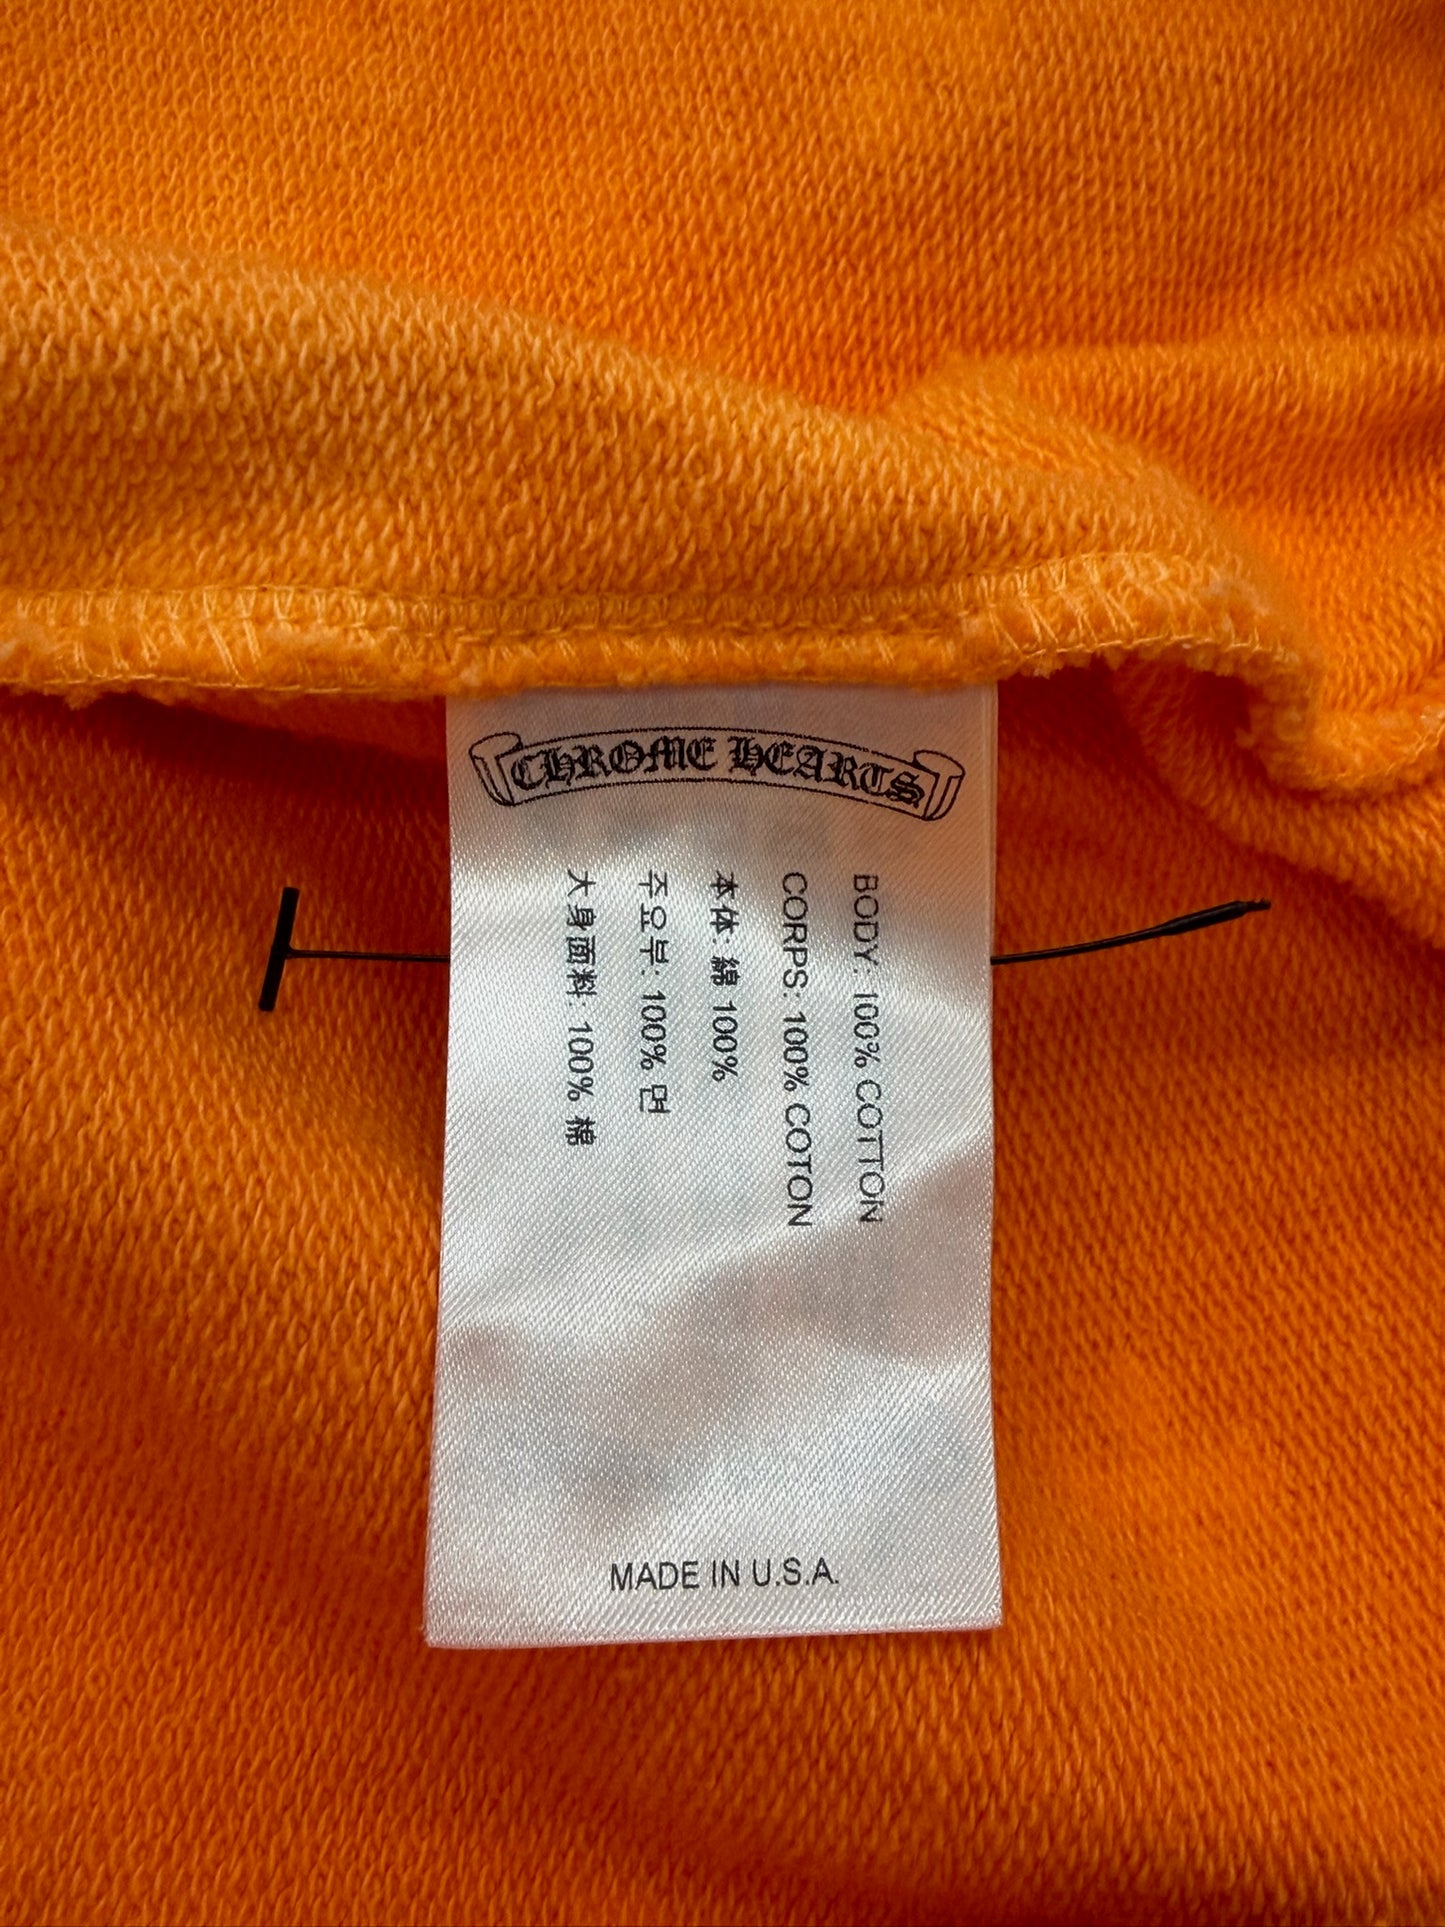 CHROME HEARTS
BODY: 100% COTTON
CORPS: 100% COTON
本体: 綿 100%
주요부: 100% 면
大身面料: 100% 棉
MADE IN U.S.A.